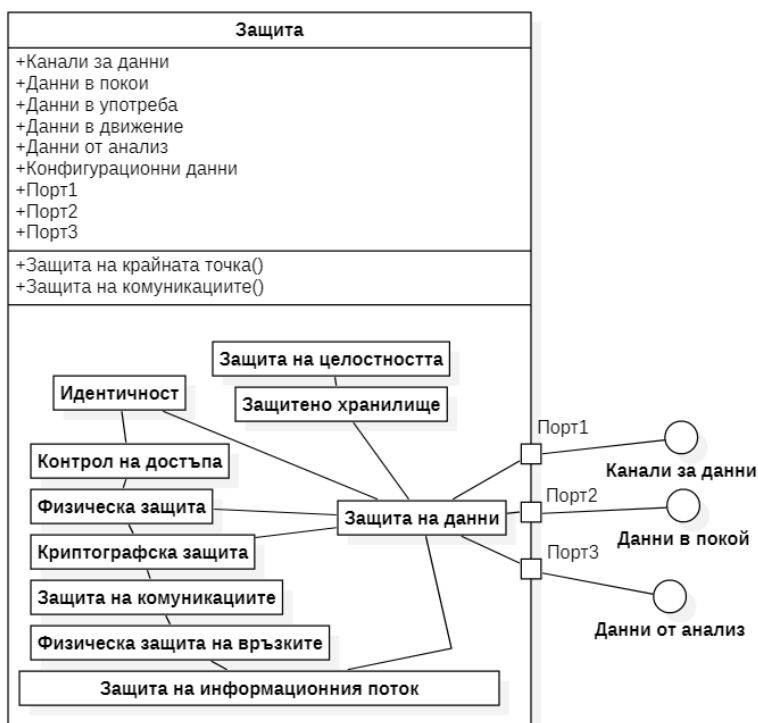 Защита
+Канали за данни
+Данни в покои
+Данни в употреба
+Данни в движение
+Данни от анализ
+Конфигурационни данни
+Порт1
+Порт2
+Порт3
+Защита на крайната точка()
+Защита на комуникациите()
Защита на целостността
Идентичност
Защитено хранилище
Порт1
Контрол на достъпа
Канали за данни
Физическа защита
Порт2
Защита на данни
Данни в покой
Криптографска защита
Порт3
Защита на комуникациите
Данни от анализ
Физическа защита на връзките
Защита на информационния поток